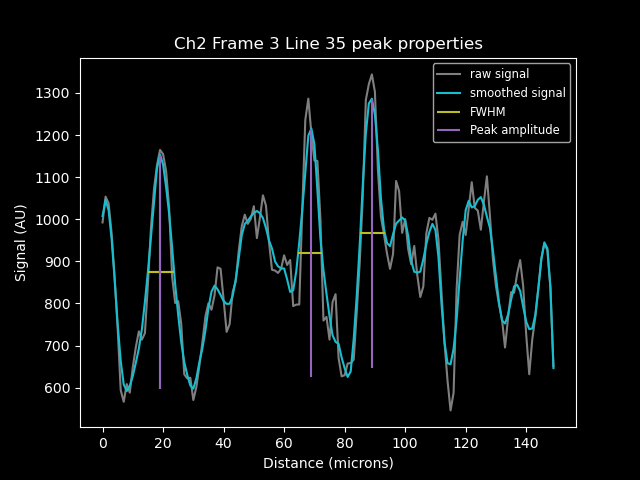 Ch2 Frame 3 Line 35 peak properties
raw signal
smoothed signal
FWHM
Peak amplitude
1300
1200
1100
1000
900
800
700
600
Signal (AU)
0 20 40 60 80 100 120 140
Distance (microns)